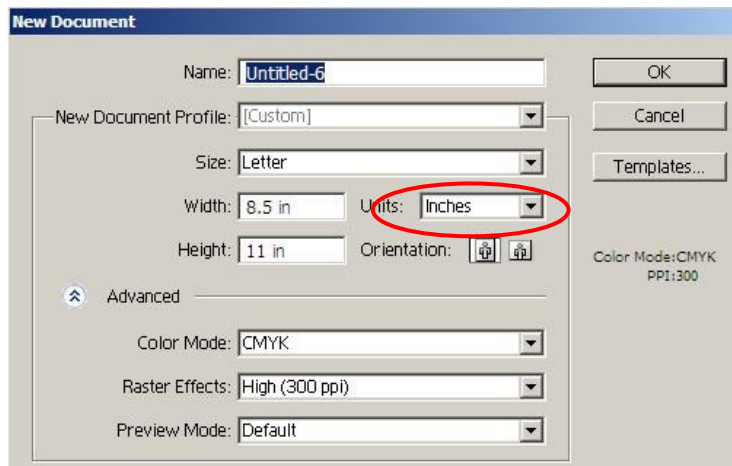 New Document
Name: Untitled-6
OK
New Document Profile: [Custom]
Cancel
Size: Letter
Templates...
Width: 8.5 in Units: Inches
Height: 11 in Orientation:
Color Mode:CMYK
PPI:300
Advanced
Color Mode: CMYK
Raster Effects: High (300 ppi)
Preview Mode: Default